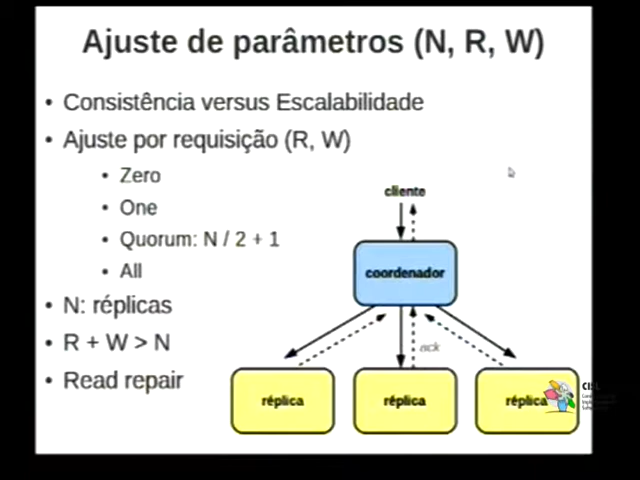 Ajuste de parâmetros (N, R, W)
• Consistência versus Escalabilidade
• Ajuste por requisição (R, W)
• Zero
• One
• Quorum: N / 2 + 1
• All
• N: réplicas
• R + W > N
• Read repair
cliente
coordenador
ack
réplica
réplica
réplica